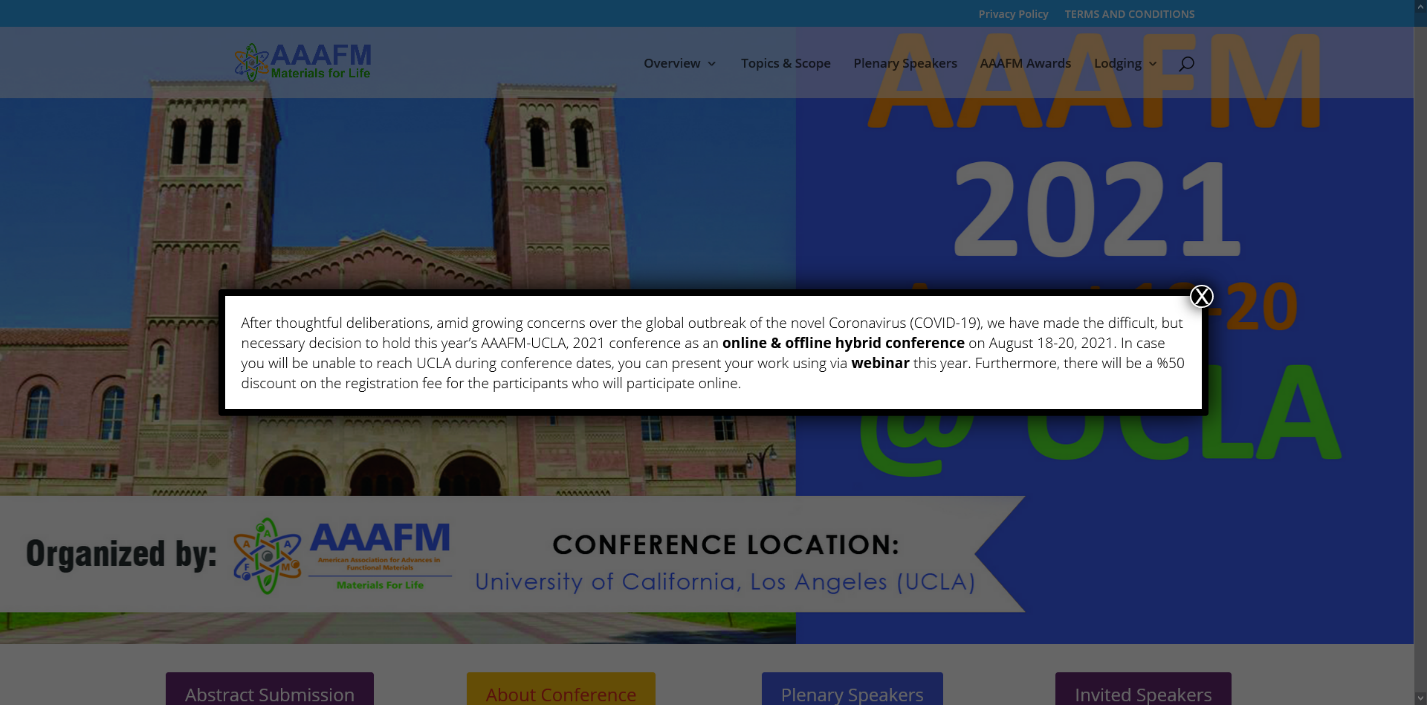 Privacy Policy TERMS AND CONDITIONS
AAAFM
Materials for Life
Overview Topics & Scope Plenary Speakers AAAFM Awards Lodging
AAAFM
2021
-20
@ UCLA
X
After thoughtful deliberations, amid growing concerns over the global outbreak of the novel Coronavirus (COVID-19), we have made the difficult, but
necessary decision to hold this year's AAAFM-UCLA, 2021 conference as an online & offline hybrid conference on August 18-20, 2021. In case
you will be unable to reach UCLA during conference dates, you can present your work using via webinar this year. Furthermore, there will be a %50
discount on the registration fee for the participants who will participate online.
Organized by:
AAAFM
American Association for Advances in
Functional Materials
Materials For Life
CONFERENCE LOCATION:
University of California, Los Angeles (UCLA)
Abstract Submission About Conference Plenary Speakers Invited Speakers